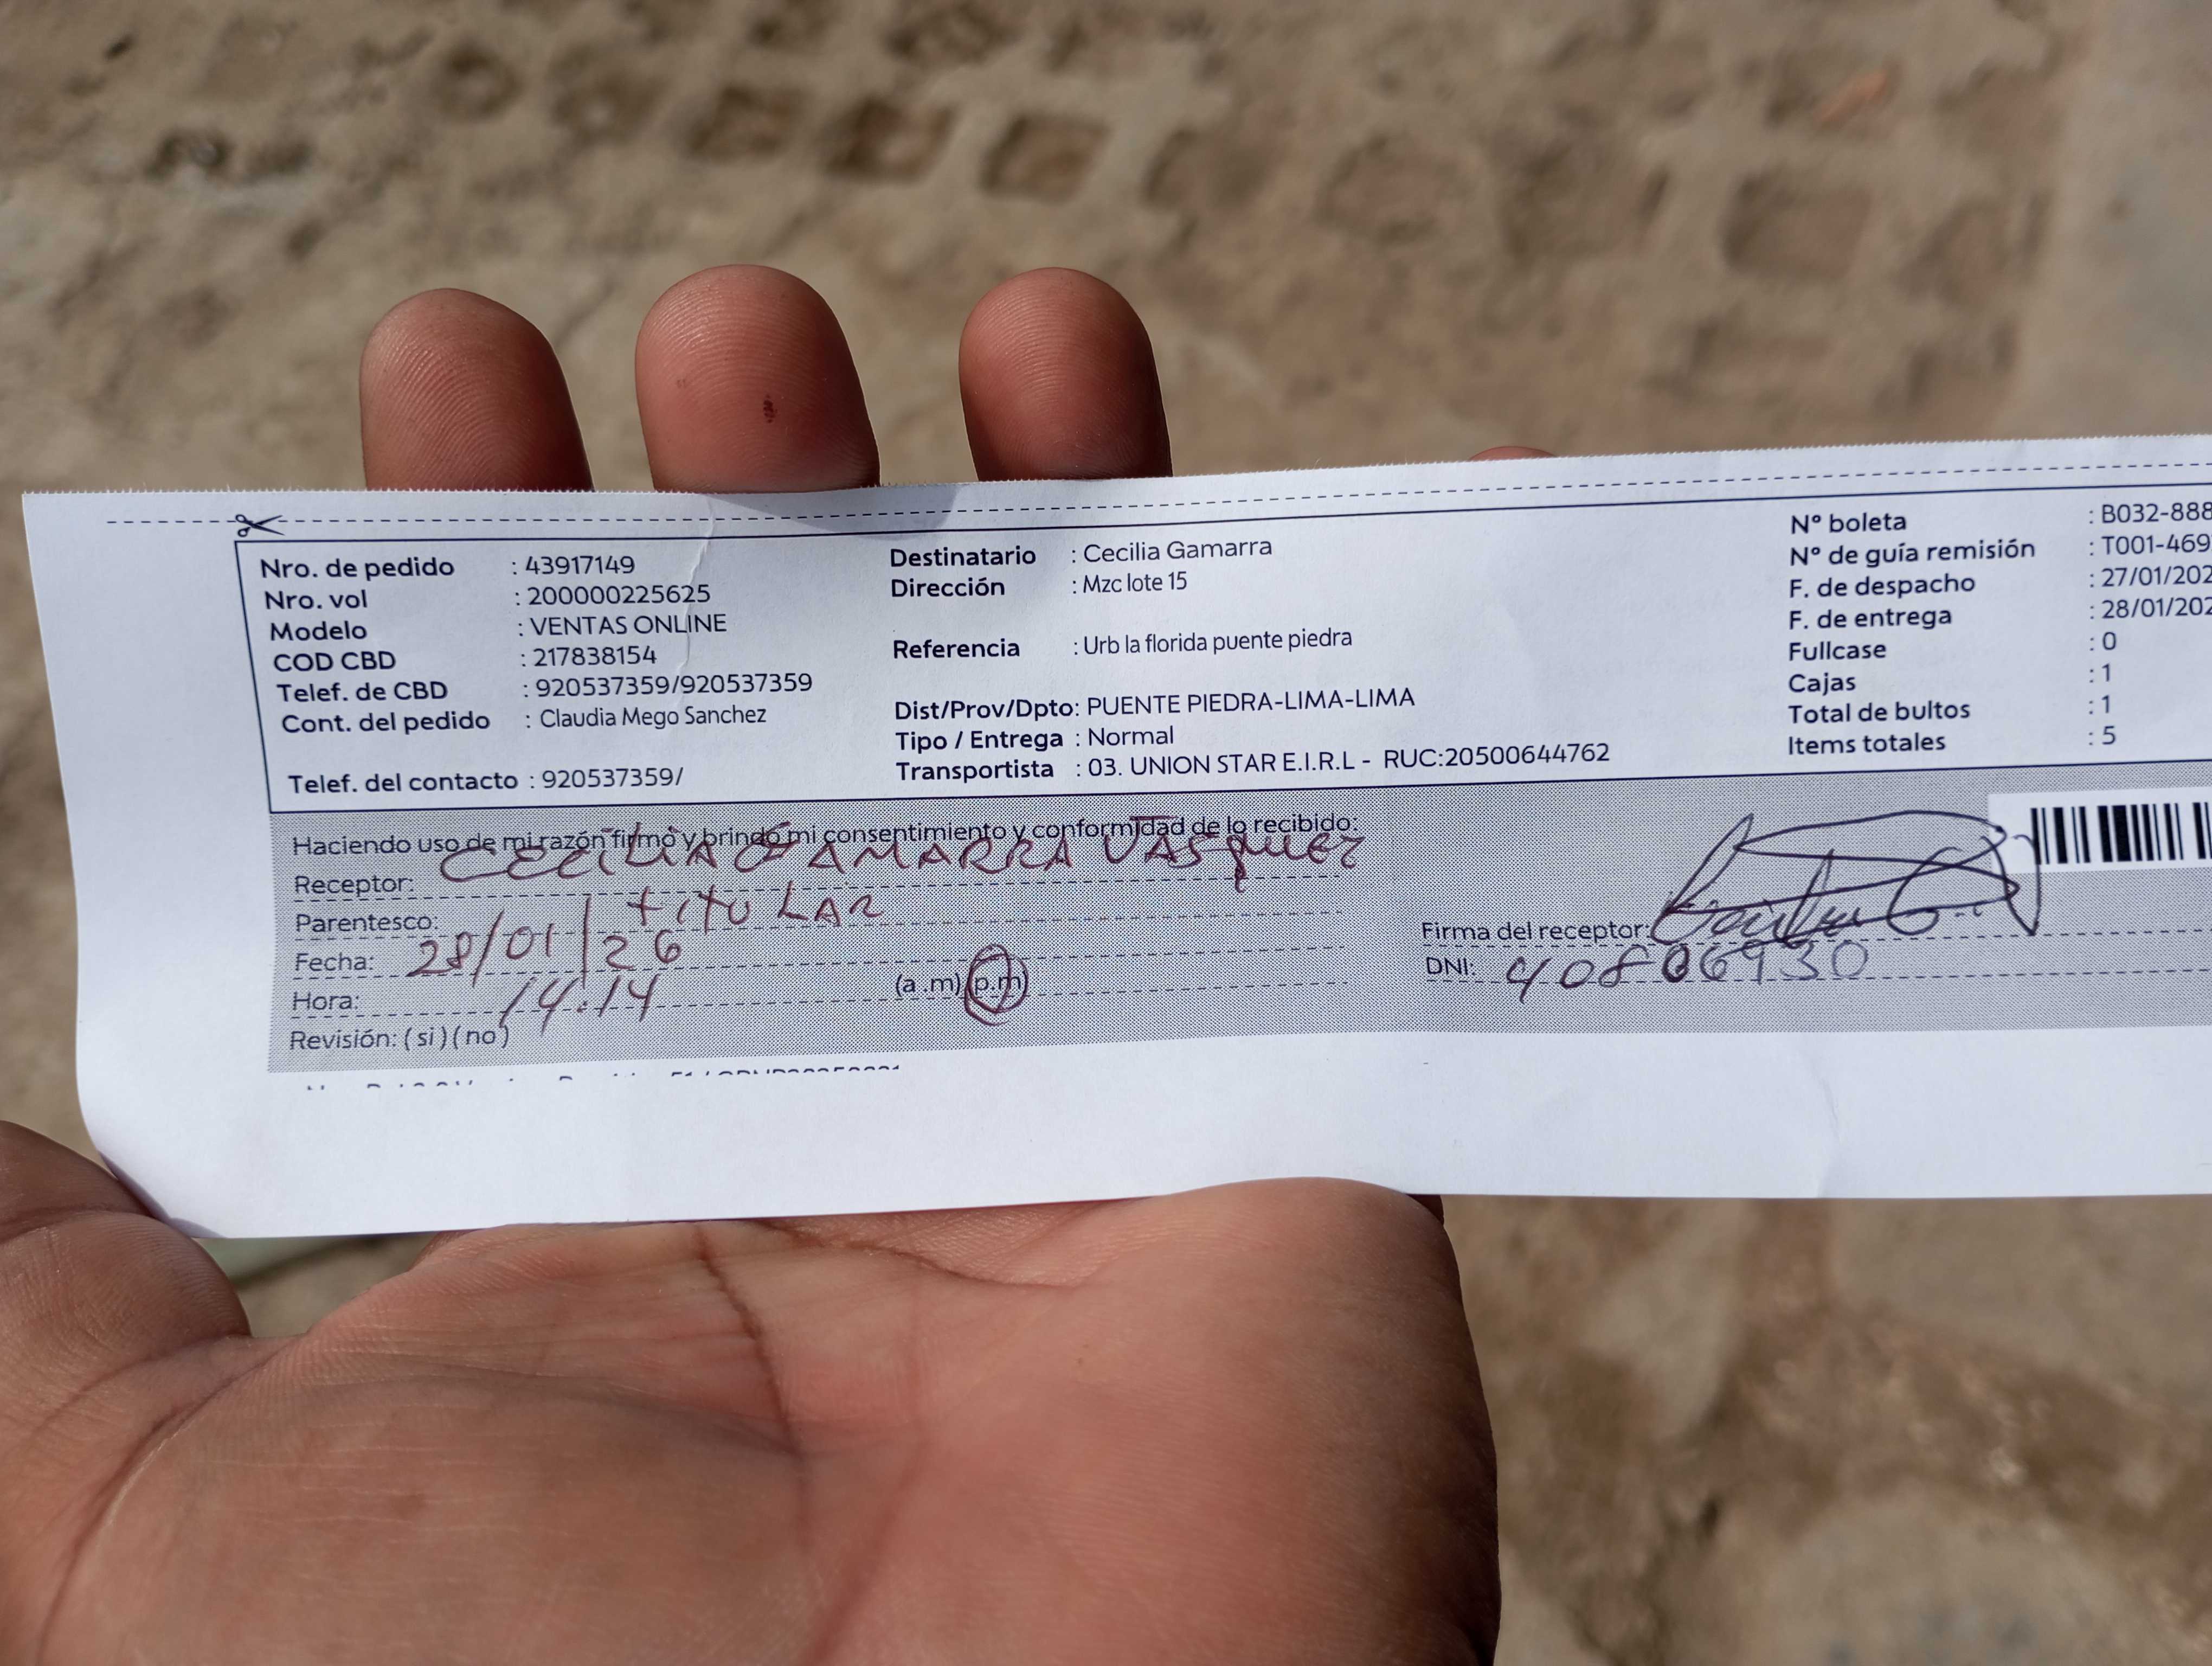 Nro. de pedido : 43917149
Nro. vol : 200000225625
Modelo : VENTAS ONLINE
COD CBD : 217838154
Telef. de CBD : 920537359/920537359
Cont. del pedido : Claudia Mego Sanchez
Telef. del contacto : 920537359/
Destinatario : Cecilia Gamarra
Dirección : Mzc lote 15
Referencia : Urb la florida puente piedra
Dist/Prov/Dpto: PUENTE PIEDRA-LIMA-LIMA
Tipo / Entrega : Normal
Transportista : 03. UNION STAR E.I.R.L - RUC:20500644762
N° boleta : B032-888
N° de guía remisión : T001-469
F. de despacho : 27/01/202
F. de entrega : 28/01/202
Fullcase : 0
Cajas : 1
Total de bultos : 1
Items totales : 5
Haciendo uso de mi razón firmo y brindo mi consentimiento y conformidad de lo recibido:
Receptor: CECILIA GAMARRA VASQUEZ
Parentesco: TITULAR
Fecha: 28/01/26
Hora: 14:14 (a.m) (p.m)
Revisión: ( si ) ( no )
Firma del receptor:
DNI: 40806930